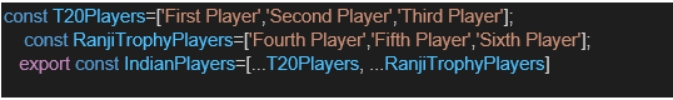 const T20Players=['First Player','Second Player','Third Player'];
const RanjiTrophyPlayers=['Fourth Player','Fifth Player','Sixth Player'];
export const IndianPlayers=[...T20Players, ...RanjiTrophyPlayers]